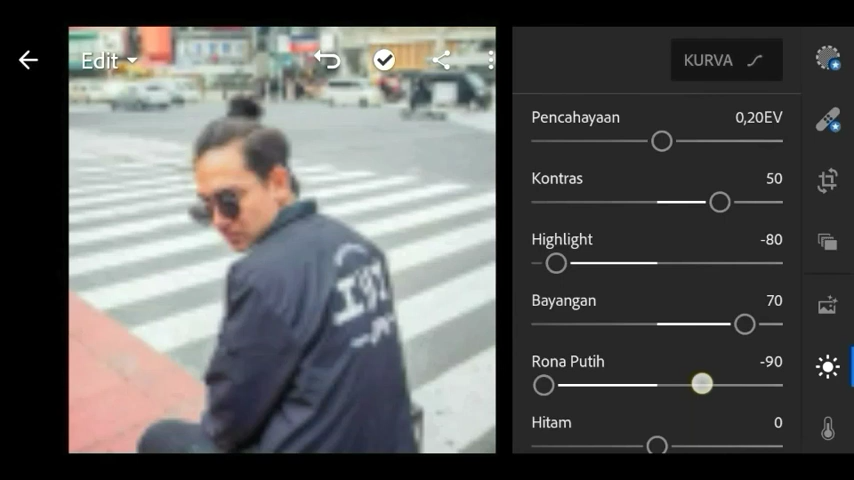 Edit
KURVA
Pencahayaan 0,20EV
Kontras 50
Highlight -80
Bayangan 70
Rona Putih -90
Hitam 0